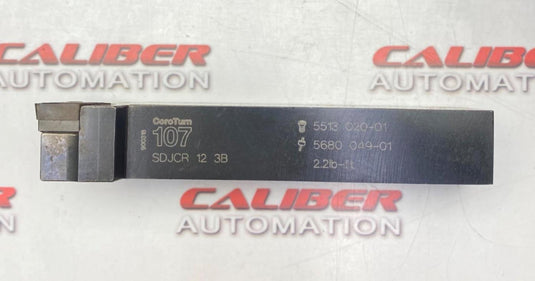 CALIBER
AUTOMATION
CALIBER
AUTOMATION
CoroTurn
107
SDJCR 12 3B
5513 020-01
5680 049-01
2.2lb-ft
AUTOMATION
CALIBER
AUTOMATION